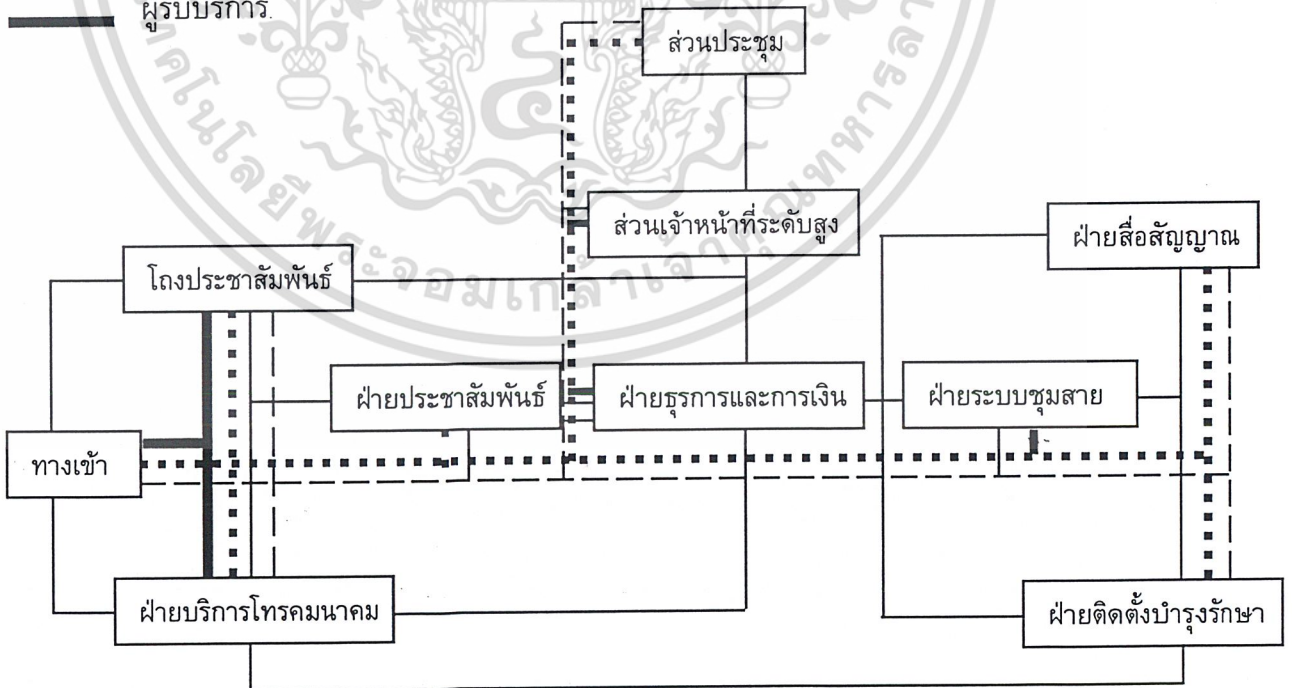 ผู้รับบริการ.
ส่วนประชุม
ส่วนเจ้าหน้าที่ระดับสูง
ฝ่ายสื่อสัญญาณ
โถงประชาสัมพันธ์
ฝ่ายประชาสัมพันธ์
ฝ่ายธุรการและการเงิน
ฝ่ายระบบชุมสาย
ทางเข้า
ฝ่ายบริการโทรคมนาคม
ฝ่ายติดตั้งบำรุงรักษา